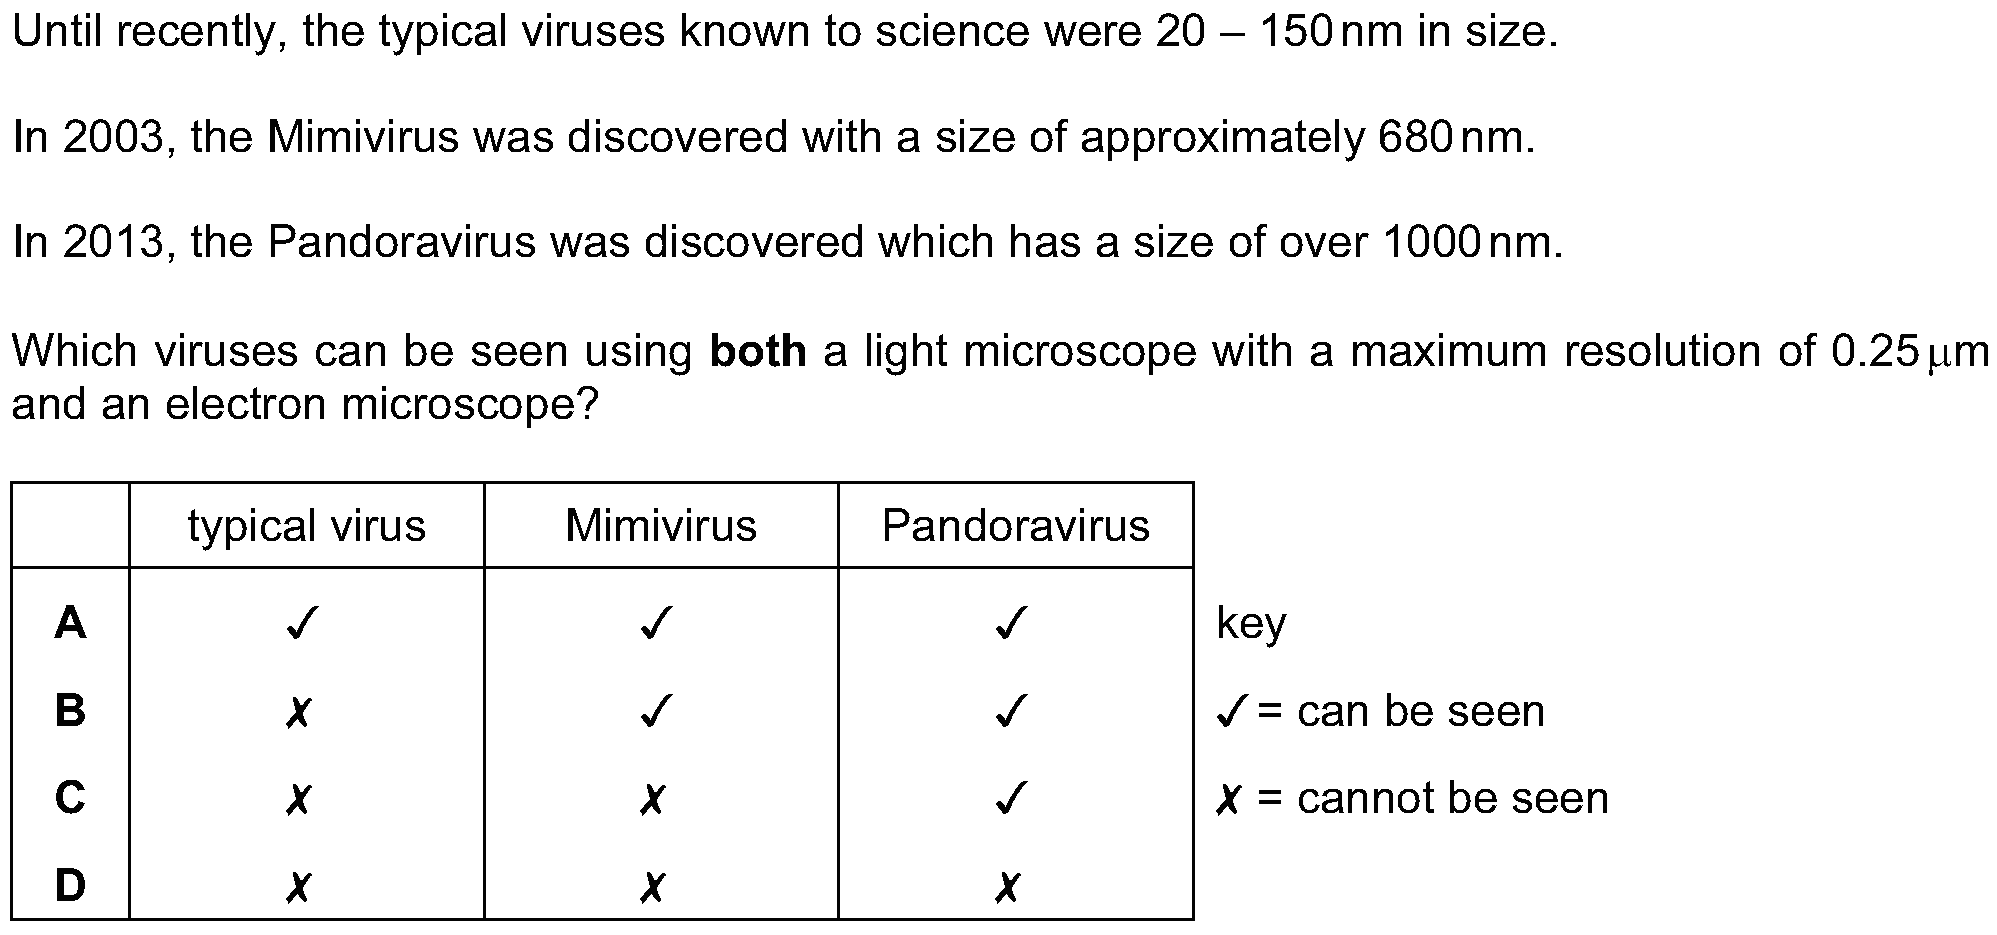 Until recently, the typical viruses known to science were 20 – 150 nm in size.
In 2003, the Mimivirus was discovered with a size of approximately 680 nm.
In 2013, the Pandoravirus was discovered which has a size of over 1000 nm.
Which viruses can be seen using both a light microscope with a maximum resolution of 0.25 μm
and an electron microscope?
typical virus Mimivirus Pandoravirus
A ✓ ✓ ✓ key
B ✗ ✓ ✓ ✓ = can be seen
C ✗ ✗ ✓ ✗ = cannot be seen
D ✗ ✗ ✗